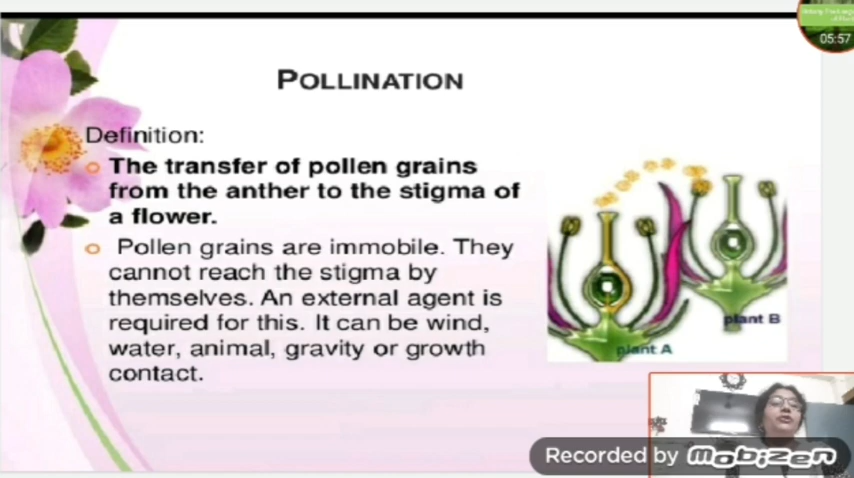 05:57
POLLINATION
Definition:
The transfer of pollen grains
from the anther to the stigma of
a flower.
Pollen grains are immobile. They
cannot reach the stigma by
themselves. An external agent is
required for this. It can be wind,
water, animal, gravity or growth
contact.
plant B
plant A
Recorded by mobizen